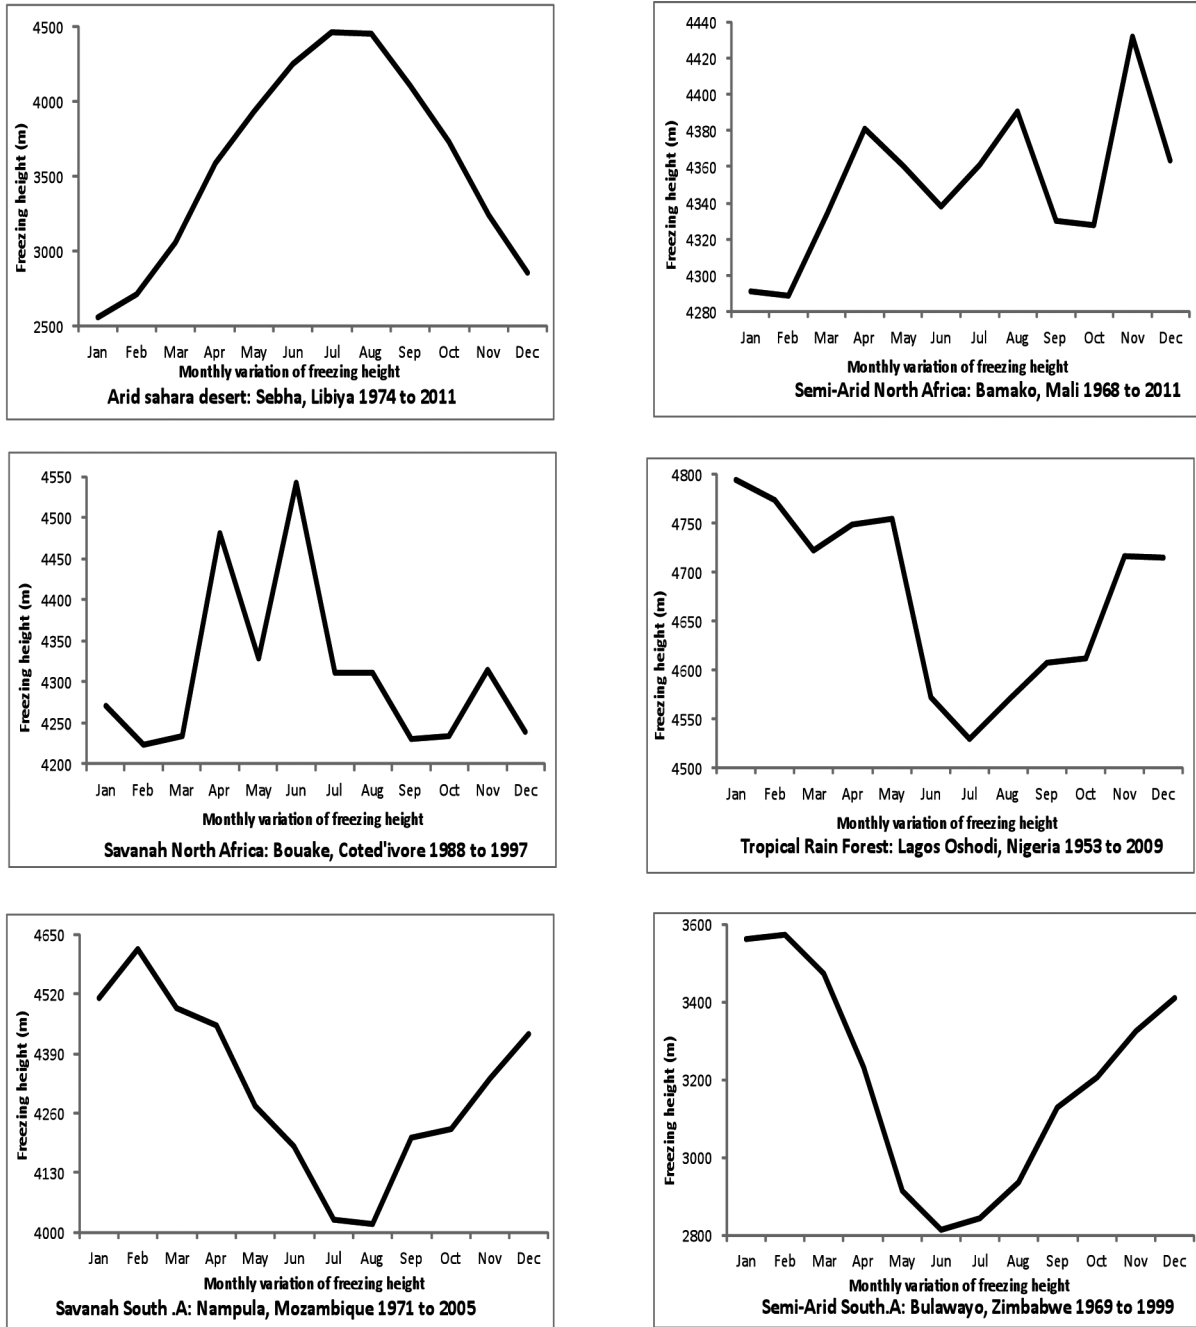 4500
4000
3500
3000
2500
Freezing height (m)
Jan Feb Mar Apr May Jun Jul Aug Sep Oct Nov Dec
Monthly variation of freezing height
Arid sahara desert: Sebha, Libiya 1974 to 2011
4440
4420
4400
4380
4360
4340
4320
4300
4280
Freezing height (m)
Jan Feb Mar Apr May Jun Jul Aug Sep Oct Nov Dec
Monthly variation of freezing height
Semi-Arid North Africa: Bamako, Mali 1968 to 2011
4550
4500
4450
4400
4350
4300
4250
4200
Freezing height (m)
Jan Feb Mar Apr May Jun Jul Aug Sep Oct Nov Dec
Monthly variation of freezing height
Savanah North Africa: Bouake, Coted'ivore 1988 to 1997
4800
4750
4700
4650
4600
4550
4500
Freezing height (m)
Jan Feb Mar Apr May Jun Jul Aug Sep Oct Nov Dec
Monthly variation of freezing height
Tropical Rain Forest: Lagos Oshodi, Nigeria 1953 to 2009
4650
4520
4390
4260
4130
4000
Freezing height (m)
Jan Feb Mar Apr May Jun Jul Aug Sep Oct Nov Dec
Monthly variation of freezing height
Savanah South .A: Nampula, Mozambique 1971 to 2005
3600
3400
3200
3000
2800
Freezing height (m)
Jan Feb Mar Apr May Jun Jul Aug Sep Oct Nov Dec
Monthly variation of freezing height
Semi-Arid South.A: Bulawayo, Zimbabwe 1969 to 1999